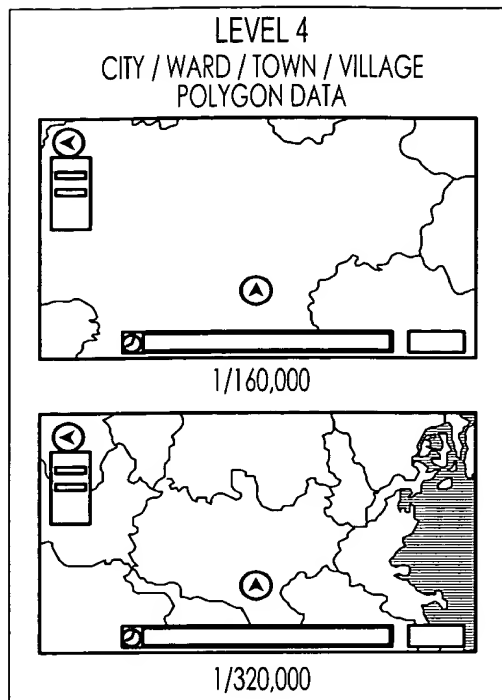 LEVEL 4
CITY / WARD / TOWN / VILLAGE
POLYGON DATA
1/160,000
1/320,000